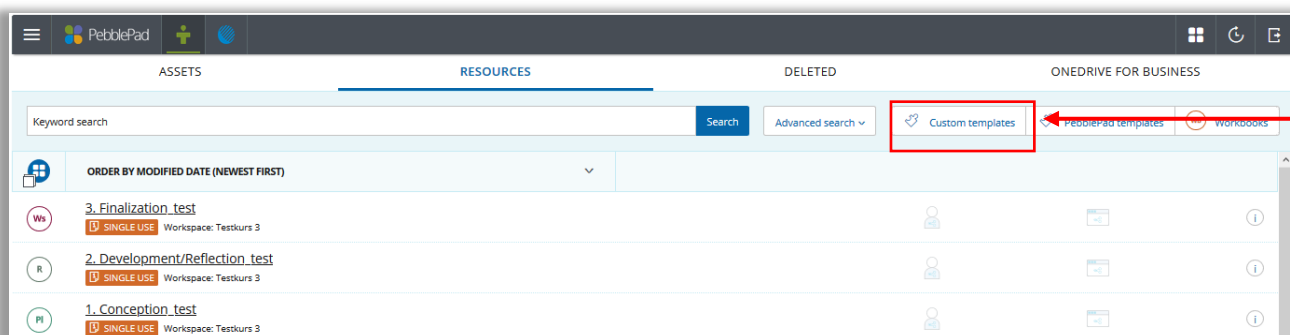 PebblePad
ASSETS RESOURCES DELETED ONEDRIVE FOR BUSINESS
Keyword search Search Advanced search Custom templates PebblePad templates Ws Workbooks
ORDER BY MODIFIED DATE (NEWEST FIRST)
Ws 3. Finalization_test
SINGLE USE Workspace: Testkurs 3
R 2. Development/Reflection_test
SINGLE USE Workspace: Testkurs 3
Pl 1. Conception_test
SINGLE USE Workspace: Testkurs 3